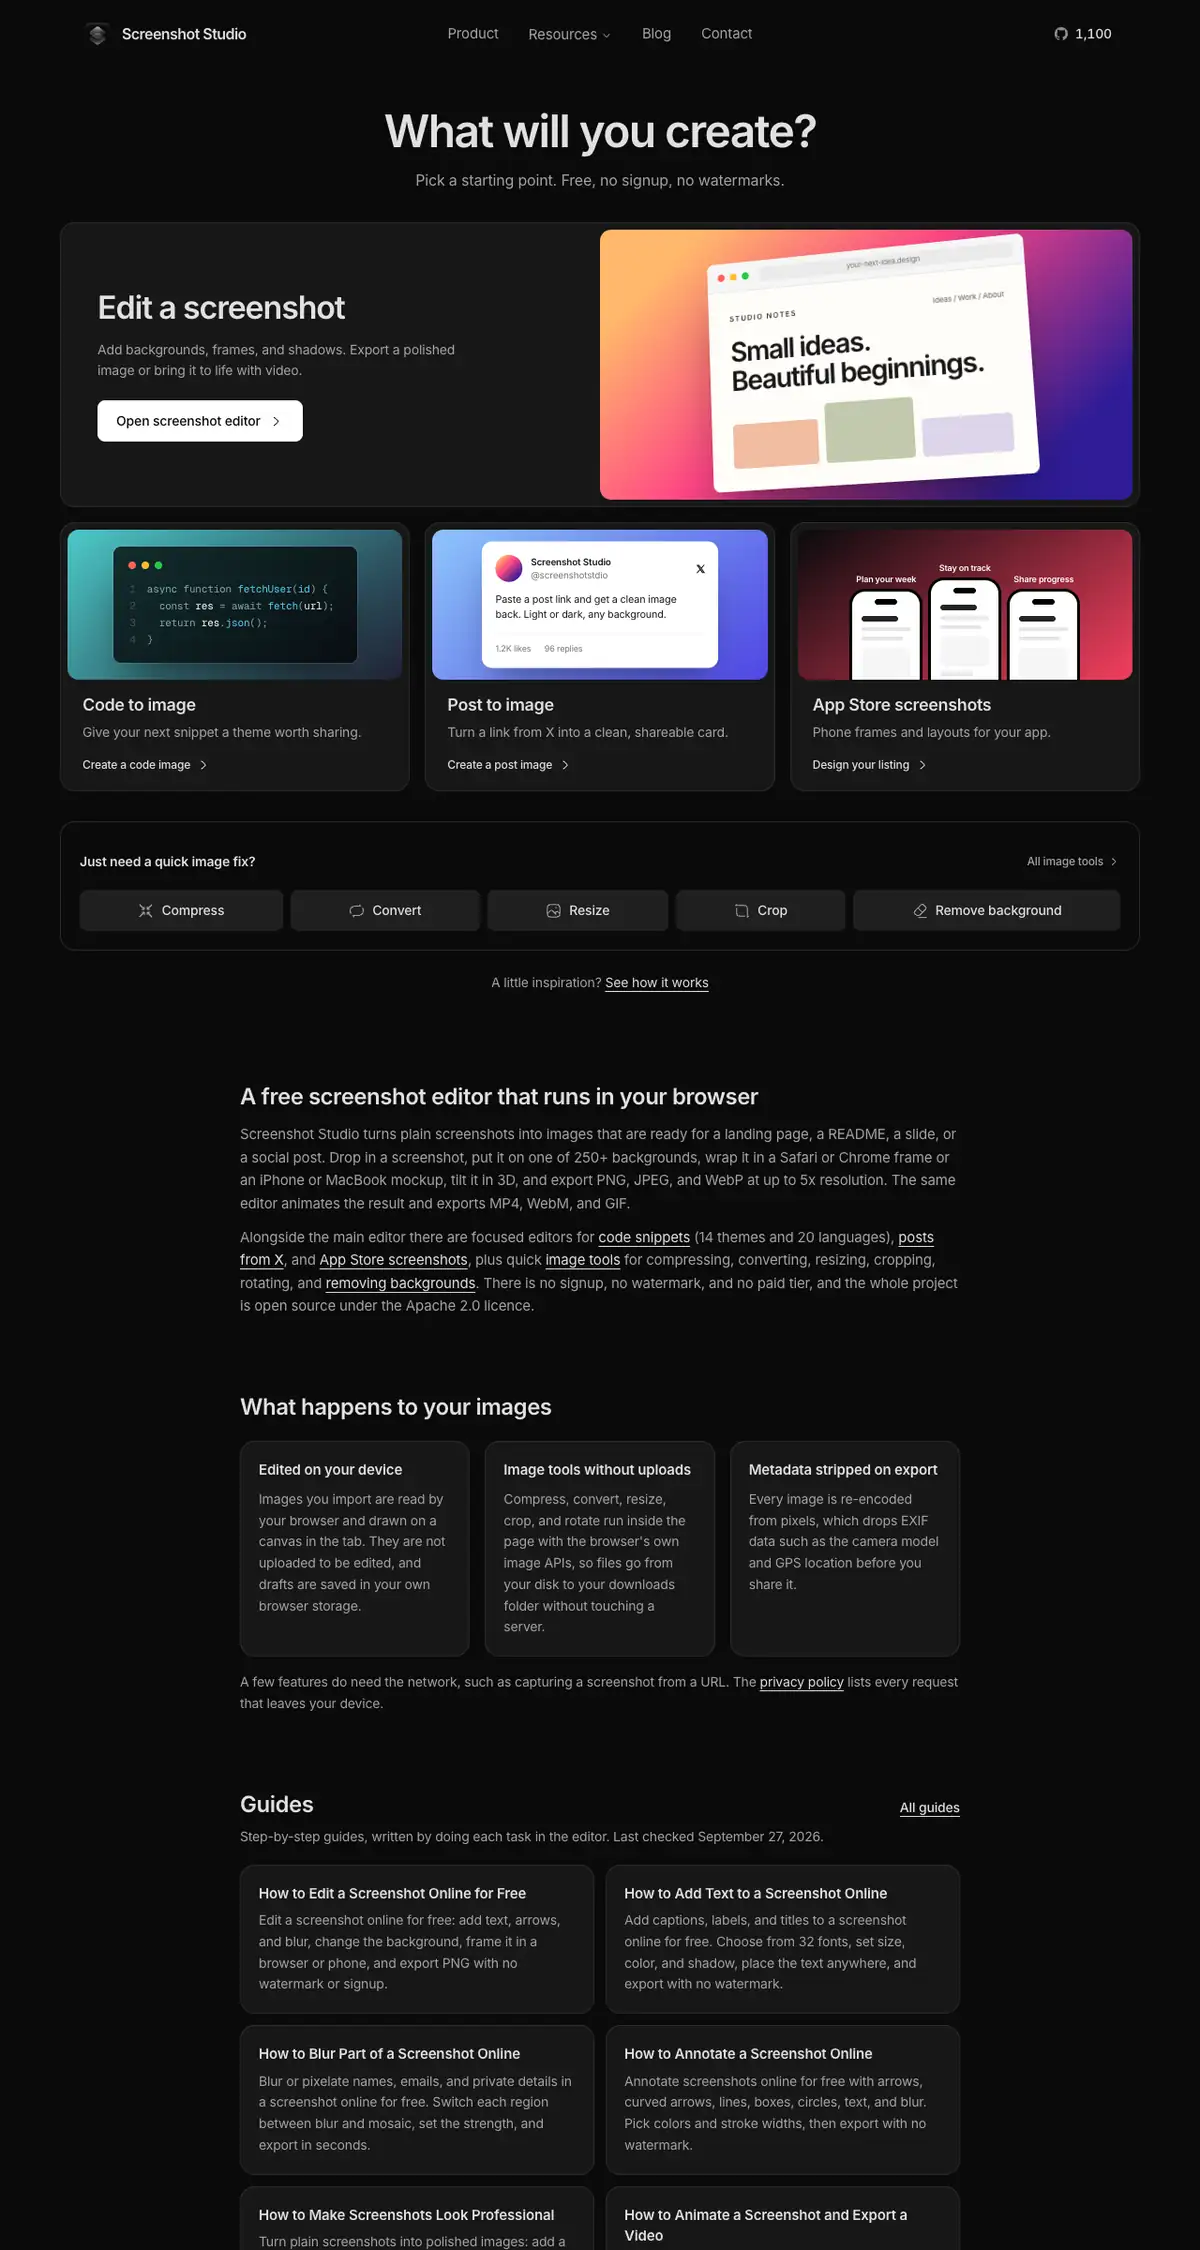 Screenshot Studio
Product
Resources
Blog
Contact
1,100
What will you create?
Pick a starting point. Free, no signup, no watermarks.
Edit a screenshot
Add backgrounds, frames, and shadows. Export a polished
image or bring it to life with video.
Open screenshot editor
your-next-idea.design
STUDIO NOTES
Ideas / Work / About
Small ideas.
Beautiful beginnings.
1 async function fetchUser(id) {
2 const res = await fetch(url);
3 return res.json();
4 }
Code to image
Give your next snippet a theme worth sharing.
Create a code image
Screenshot Studio
@screenshotstdio
Paste a post link and get a clean image
back. Light or dark, any background.
1.2K likes 96 replies
Post to image
Turn a link from X into a clean, shareable card.
Create a post image
Plan your week
Stay on track
Share progress
App Store screenshots
Phone frames and layouts for your app.
Design your listing
Just need a quick image fix?
All image tools
Compress
Convert
Resize
Crop
Remove background
A little inspiration? See how it works
A free screenshot editor that runs in your browser
Screenshot Studio turns plain screenshots into images that are ready for a landing page, a README, a slide, or
a social post. Drop in a screenshot, put it on one of 250+ backgrounds, wrap it in a Safari or Chrome frame or
an iPhone or MacBook mockup, tilt it in 3D, and export PNG, JPEG, and WebP at up to 5x resolution. The same
editor animates the result and exports MP4, WebM, and GIF.
Alongside the main editor there are focused editors for code snippets (14 themes and 20 languages), posts
from X, and App Store screenshots, plus quick image tools for compressing, converting, resizing, cropping,
rotating, and removing backgrounds. There is no signup, no watermark, and no paid tier, and the whole project
is open source under the Apache 2.0 licence.
What happens to your images
Edited on your device
Images you import are read by
your browser and drawn on a
canvas in the tab. They are not
uploaded to be edited, and
drafts are saved in your own
browser storage.
Image tools without uploads
Compress, convert, resize,
crop, and rotate run inside the
page with the browser's own
image APIs, so files go from
your disk to your downloads
folder without touching a
server.
Metadata stripped on export
Every image is re-encoded
from pixels, which drops EXIF
data such as the camera model
and GPS location before you
share it.
A few features do need the network, such as capturing a screenshot from a URL. The privacy policy lists every request
that leaves your device.
Guides
All guides
Step-by-step guides, written by doing each task in the editor. Last checked September 27, 2026.
How to Edit a Screenshot Online for Free
Edit a screenshot online for free: add text, arrows,
and blur, change the background, frame it in a
browser or phone, and export PNG with no
watermark or signup.
How to Add Text to a Screenshot Online
Add captions, labels, and titles to a screenshot
online for free. Choose from 32 fonts, set size,
color, and shadow, place the text anywhere, and
export with no watermark.
How to Blur Part of a Screenshot Online
Blur or pixelate names, emails, and private details in
a screenshot online for free. Switch each region
between blur and mosaic, set the strength, and
export in seconds.
How to Annotate a Screenshot Online
Annotate screenshots online for free with arrows,
curved arrows, lines, boxes, circles, text, and blur.
Pick colors and stroke widths, then export with no
watermark.
How to Make Screenshots Look Professional
Turn plain screenshots into polished images: add a
How to Animate a Screenshot and Export a
Video